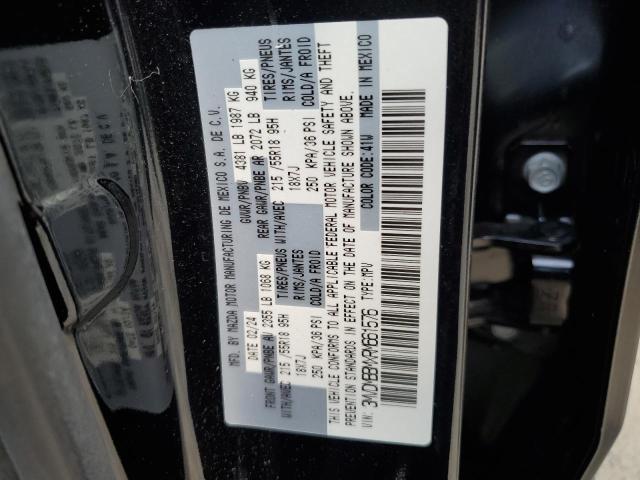 MFD. BY MAZDA MOTOR MANUFACTURING DE MEXICO S.A. DE C.V.
DATE 02/24 GVWR/PNBV 4381 LB 1987 KG
FRONT GAWR/PNBE AV 2355 LB 1068 KG REAR GAWR/PNBE AR 2072 LB 940 KG
WITH/AVEC 215/55R18 95H TIRES/PNEUS WITH/AVEC 215/55R18 95H TIRES/PNEUS
18X7J RIMS/JANTES 18X7J RIMS/JANTES
250 KPA/36 PSI COLD/A FROID 250 KPA/36 PSI COLD/A FROID
THIS VEHICLE CONFORMS TO ALL APPLICABLE FEDERAL MOTOR VEHICLE SAFETY AND THEFT
PREVENTION STANDARDS IN EFFECT ON THE DATE OF MANUFACTURE SHOWN ABOVE.
VIN: TYPE:MPV COLOR CODE:41W MADE IN MEXICO